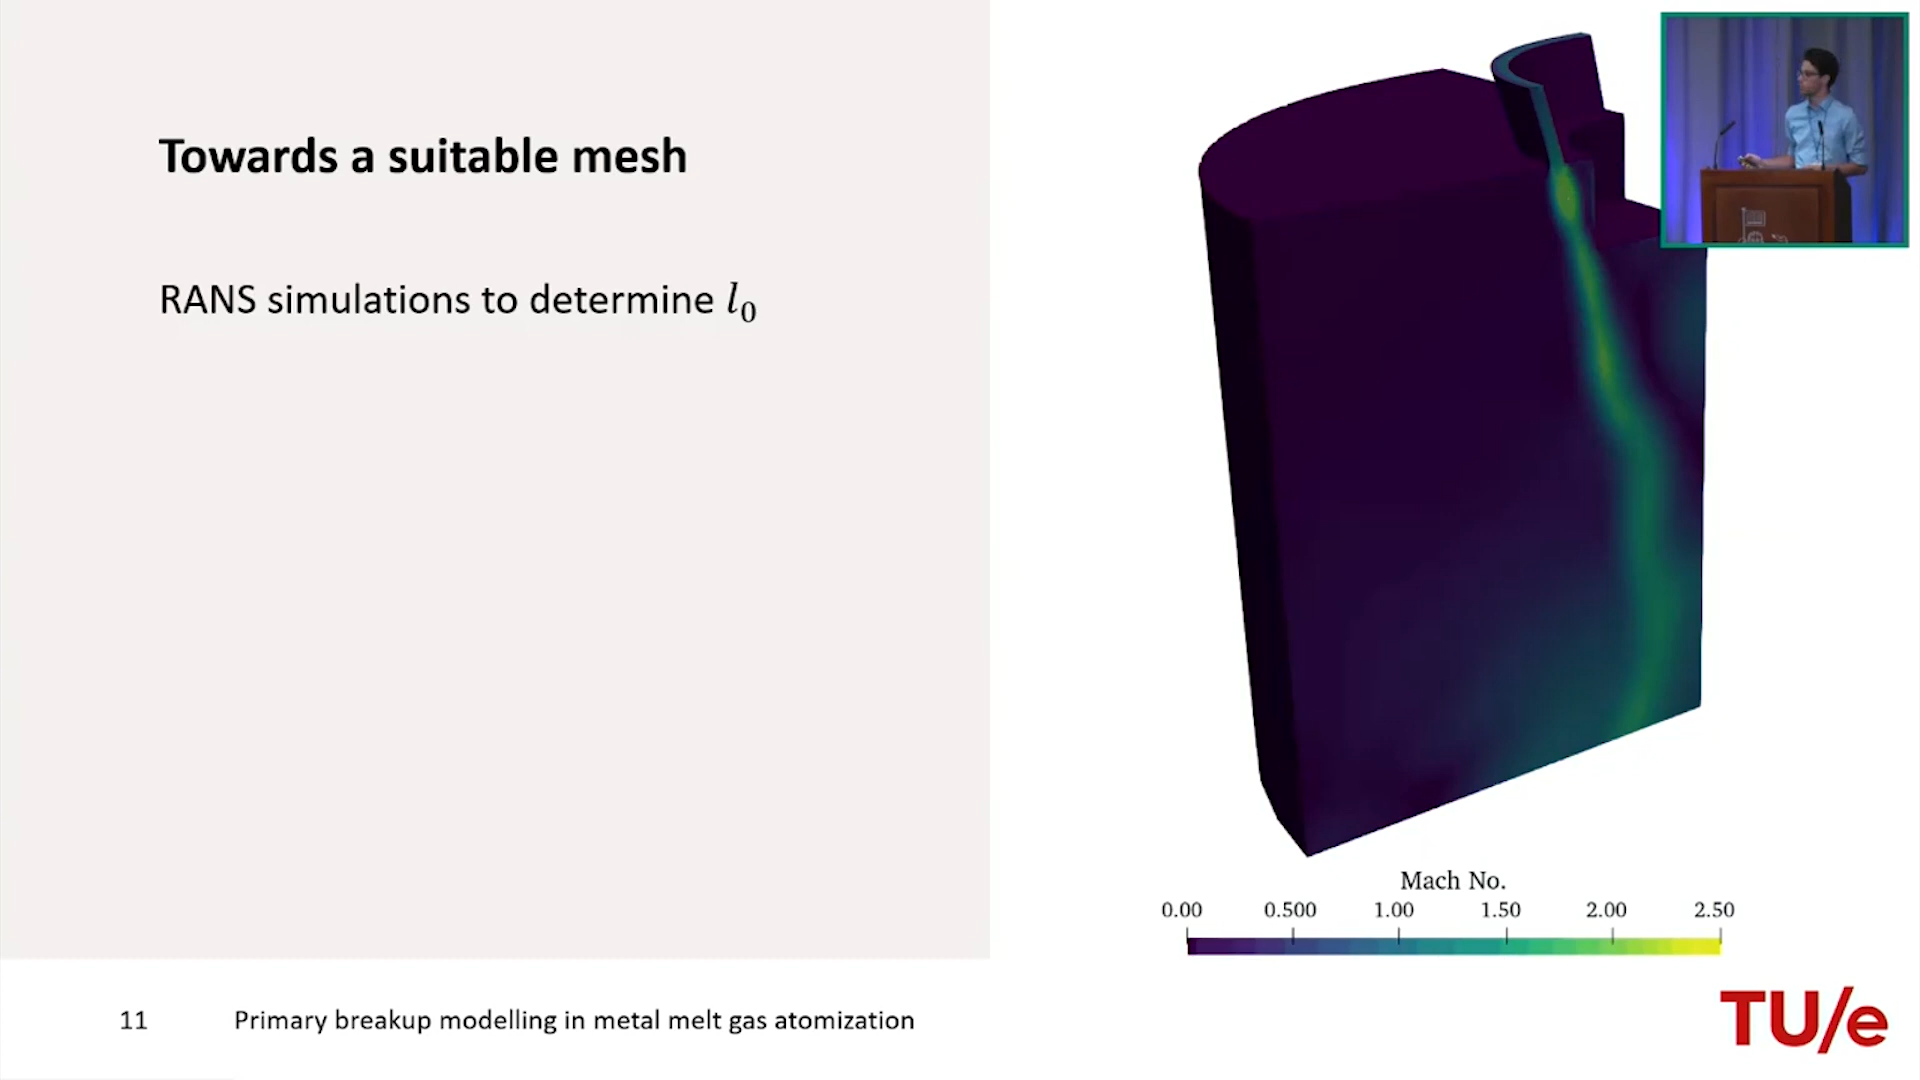 Towards a suitable mesh
RANS simulations to determine l₀
Mach No.
0.00 0.500 1.00 1.50 2.00 2.50
11 Primary breakup modelling in metal melt gas atomization
TU/e